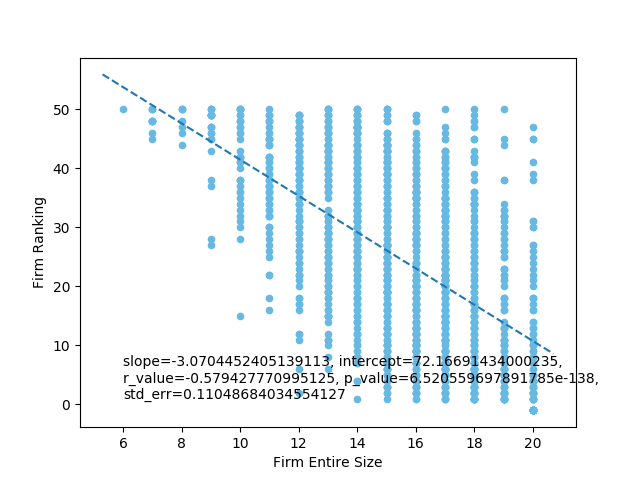 50
40
30
20
10
0
Firm Ranking
slope=-3.0704452405139113, intercept=72.16691434000235,
r_value=-0.579427770995125, p_value=6.520559697891785e-138,
std_err=0.11048684034554127
6 8 10 12 14 16 18 20
Firm Entire Size